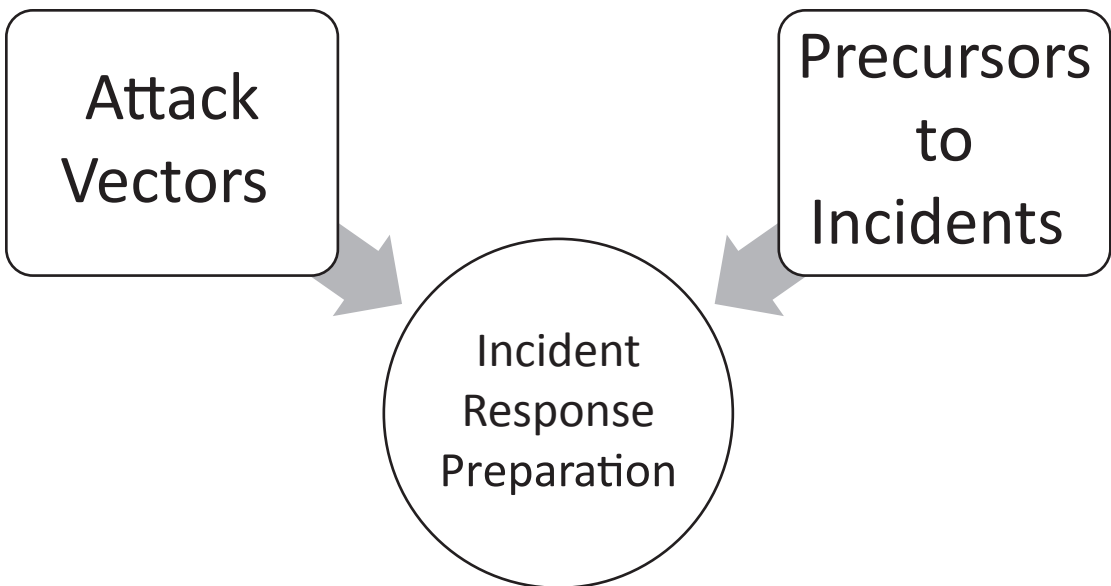 Attack
Vectors
Precursors
to
Incidents
Incident
Response
Preparation